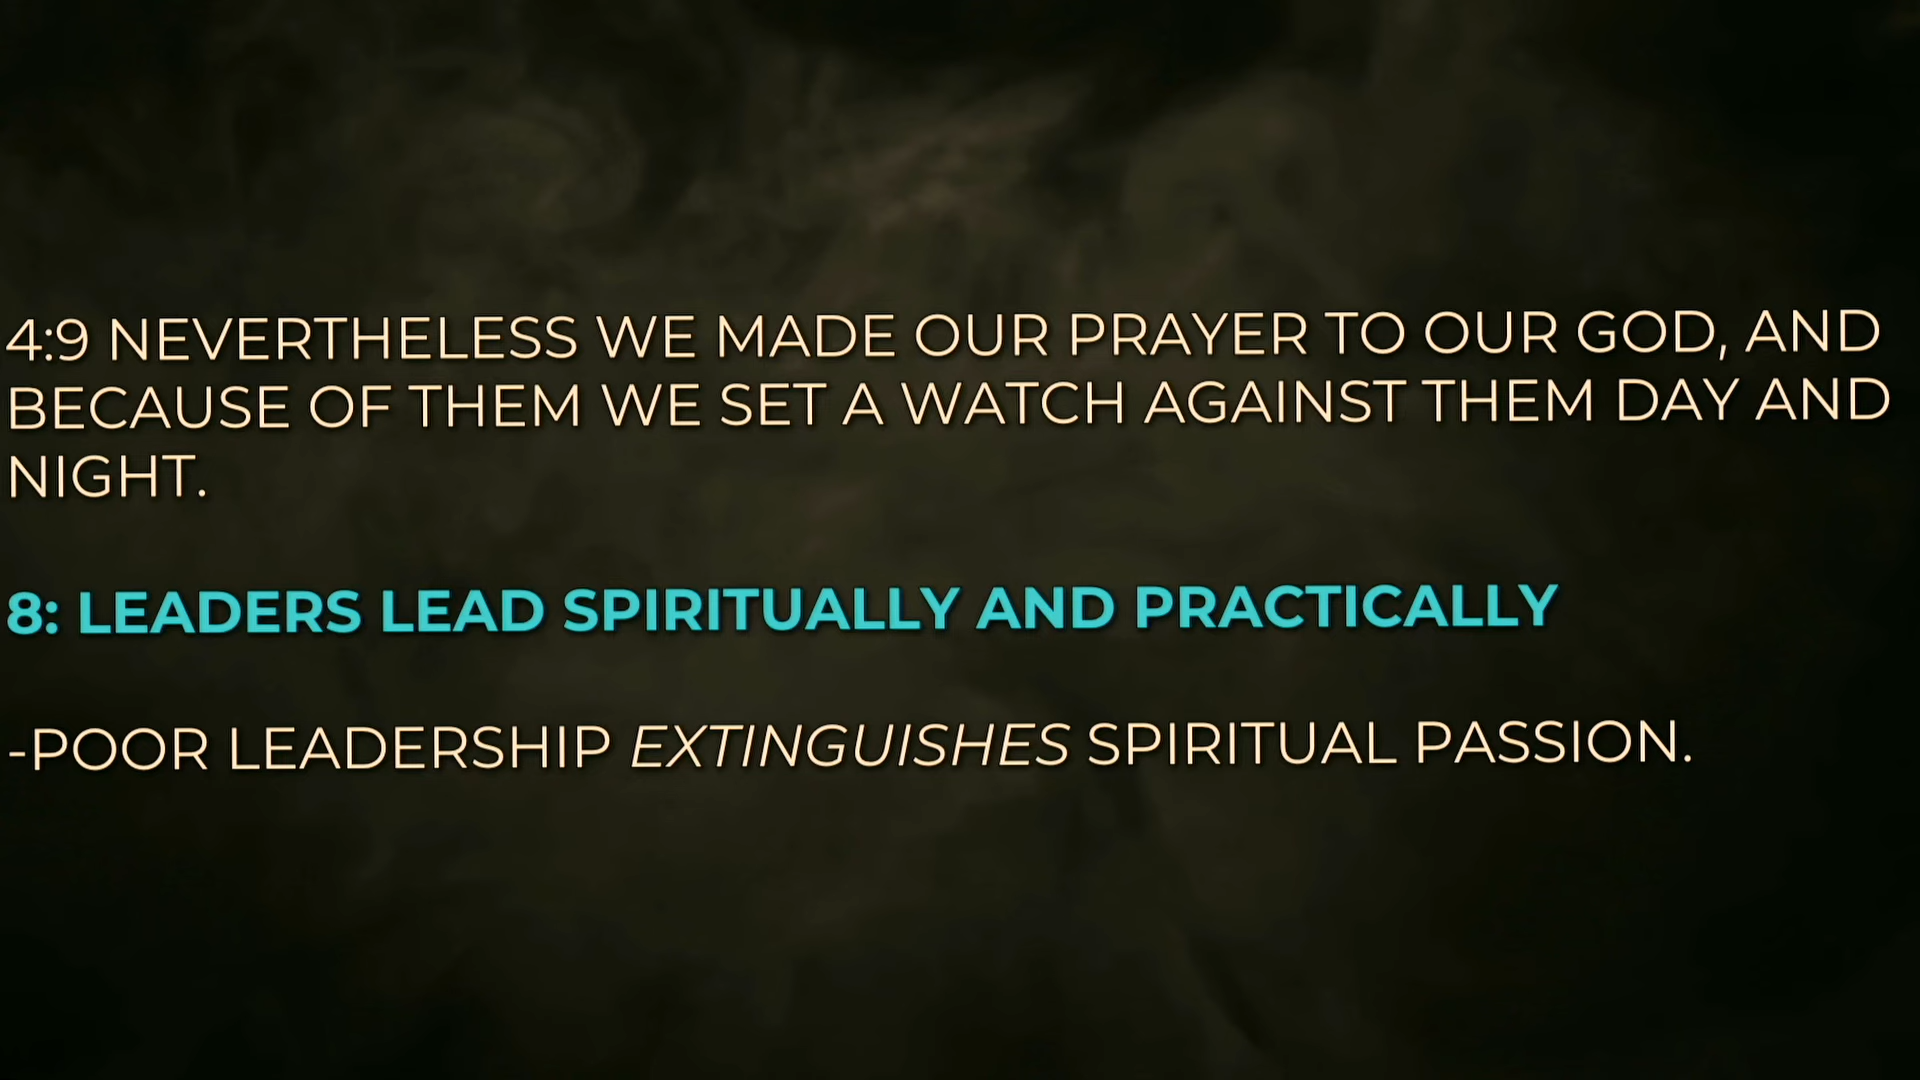 4:9 NEVERTHELESS WE MADE OUR PRAYER TO OUR GOD, AND
BECAUSE OF THEM WE SET A WATCH AGAINST THEM DAY AND
NIGHT.
8: LEADERS LEAD SPIRITUALLY AND PRACTICALLY
-POOR LEADERSHIP EXTINGUISHES SPIRITUAL PASSION.